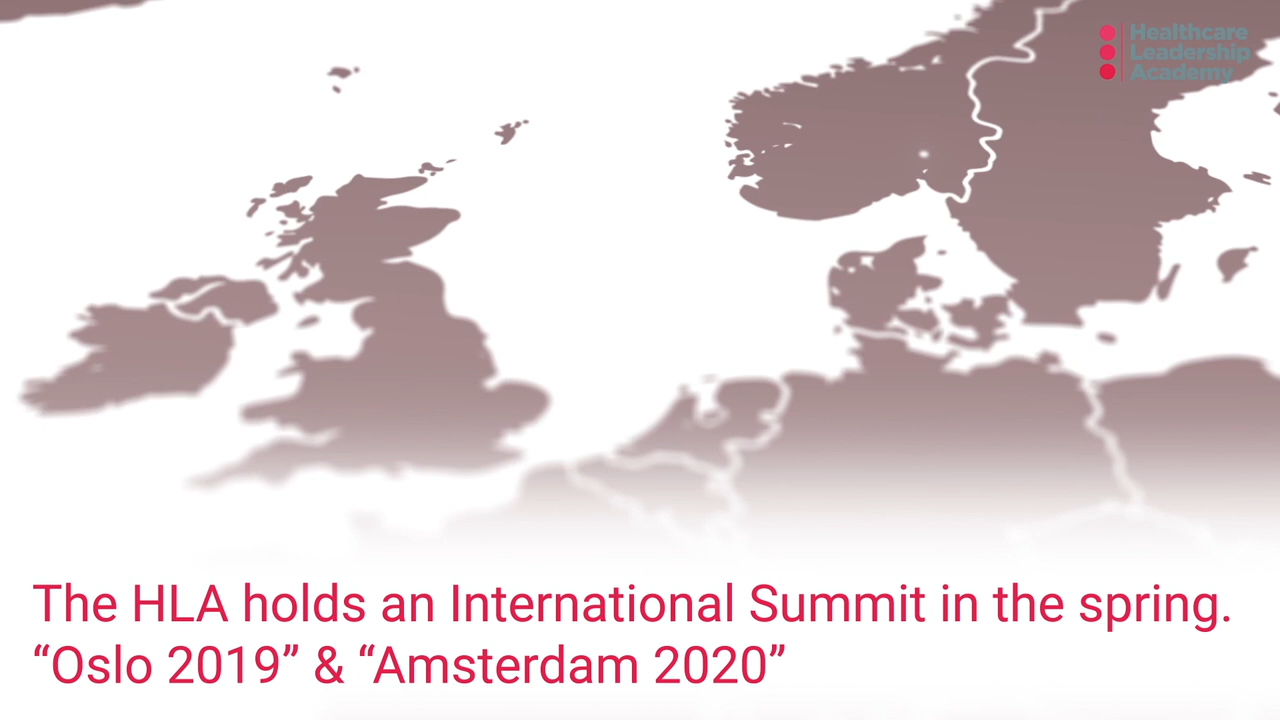 Healthcare
Leadership
Academy
The HLA holds an International Summit in the spring.
“Oslo 2019” & “Amsterdam 2020”